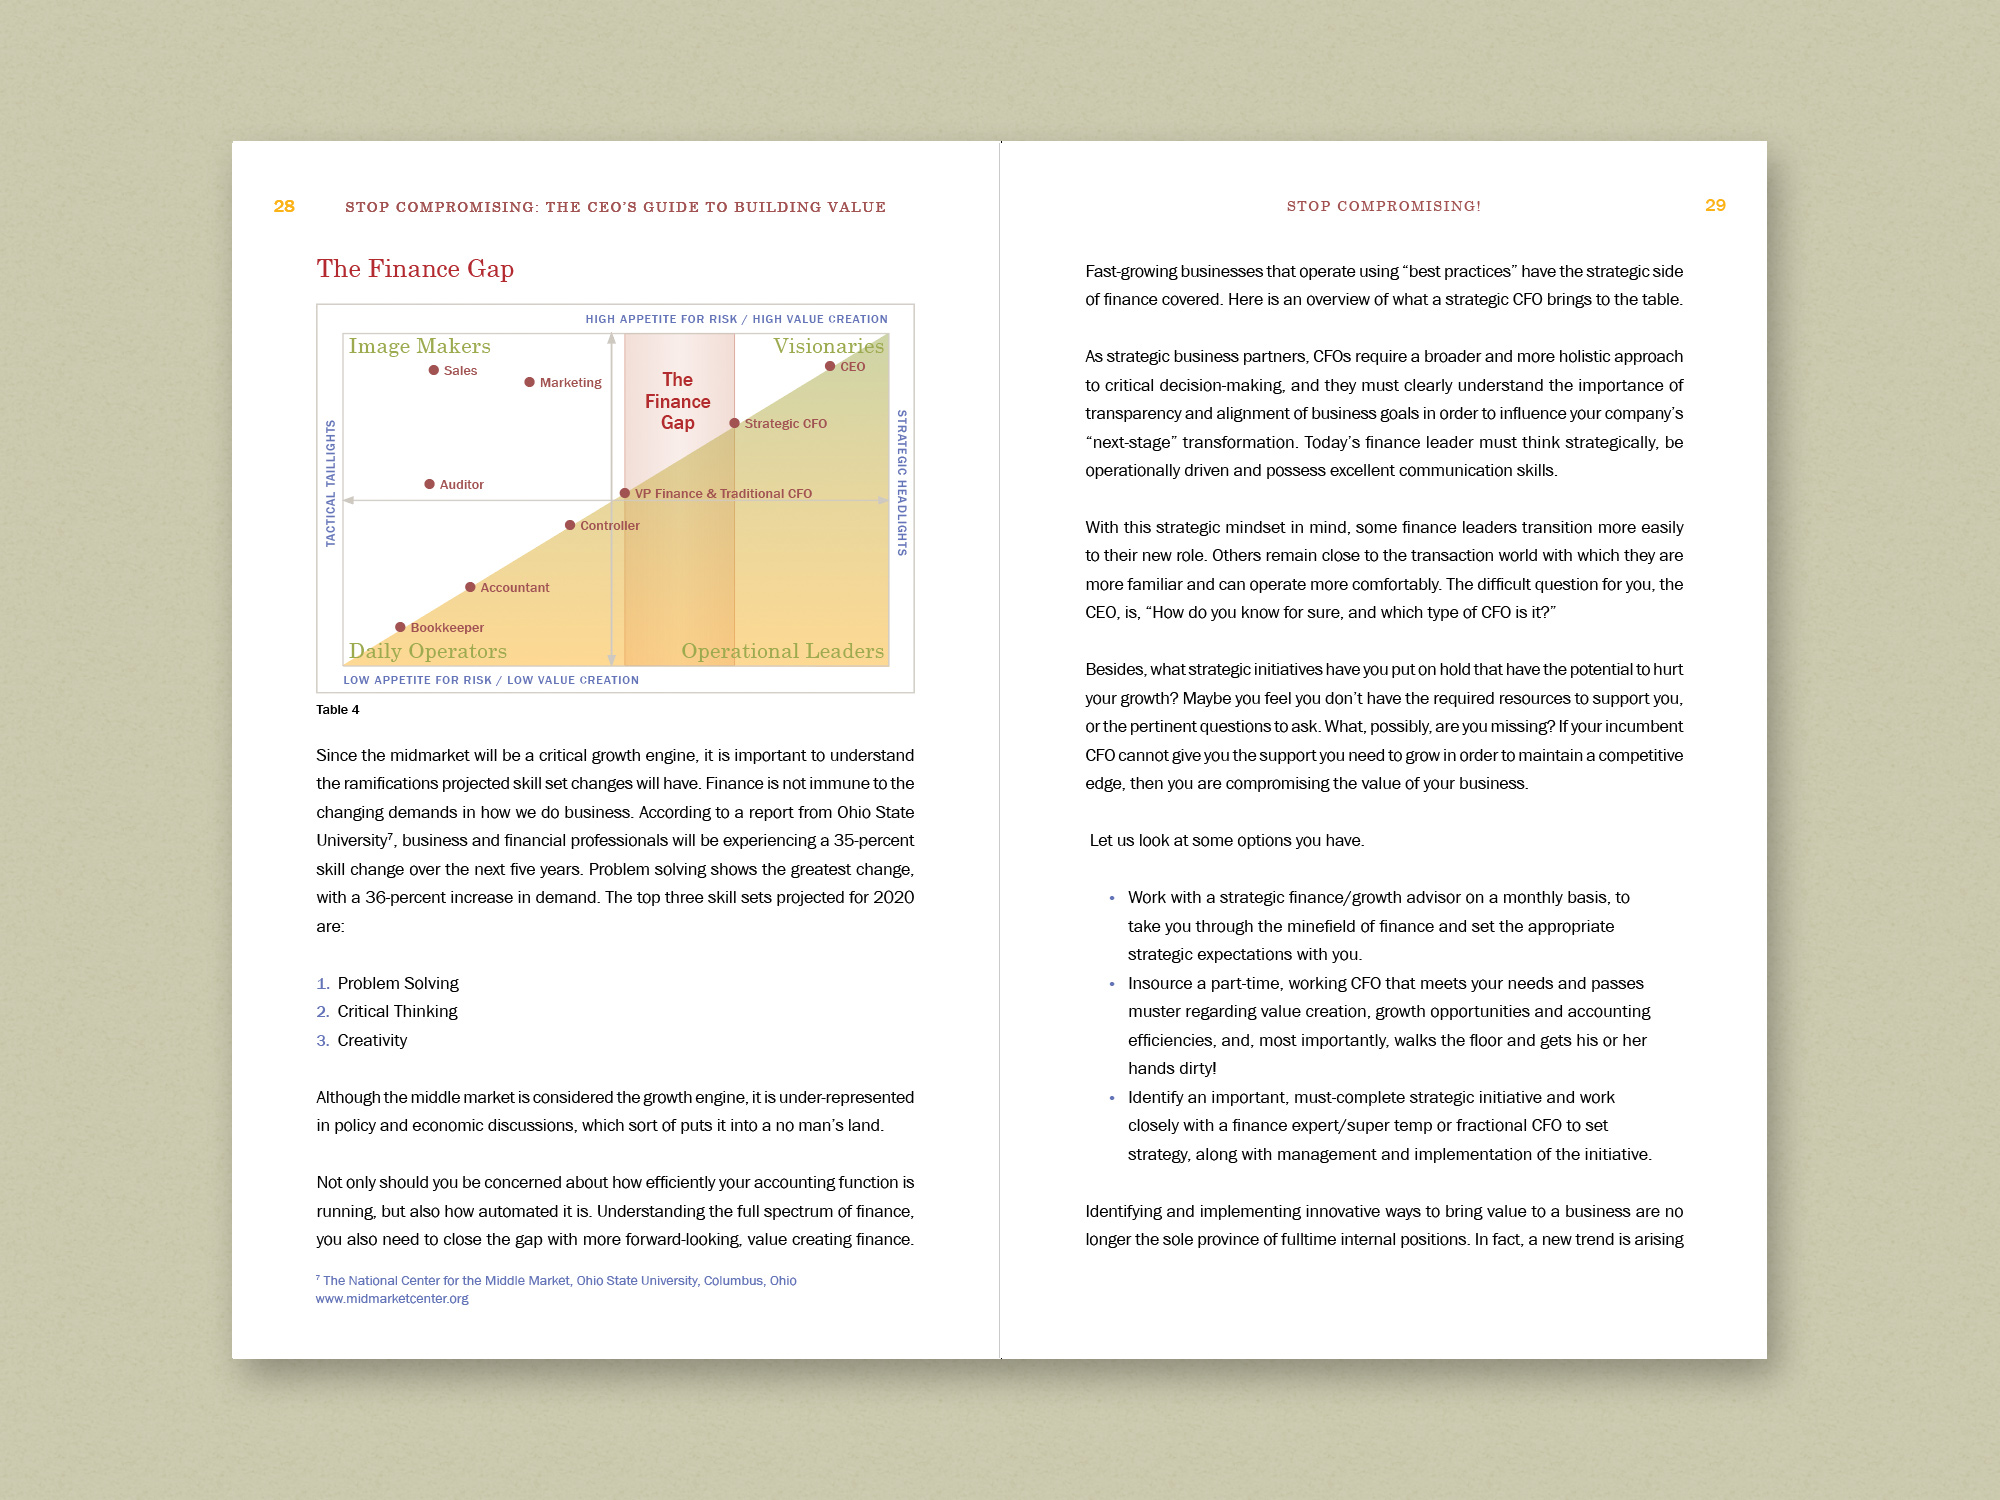 28
STOP COMPROMISING: THE CEO’S GUIDE TO BUILDING VALUE
The Finance Gap
HIGH APPETITE FOR RISK / HIGH VALUE CREATION
Image Makers
Visionaries
Sales
Marketing
The
Finance
Gap
CEO
Strategic CFO
TACTICAL TAILLIGHTS
STRATEGIC HEADLIGHTS
Auditor
VP Finance & Traditional CFO
Controller
Accountant
Bookkeeper
Daily Operators
Operational Leaders
LOW APPETITE FOR RISK / LOW VALUE CREATION
Table 4
Since the midmarket will be a critical growth engine, it is important to understand
the ramifications projected skill set changes will have. Finance is not immune to the
changing demands in how we do business. According to a report from Ohio State
University⁷, business and financial professionals will be experiencing a 35-percent
skill change over the next five years. Problem solving shows the greatest change,
with a 36-percent increase in demand. The top three skill sets projected for 2020
are:
1. Problem Solving
2. Critical Thinking
3. Creativity
Although the middle market is considered the growth engine, it is under-represented
in policy and economic discussions, which sort of puts it into a no man’s land.
Not only should you be concerned about how efficiently your accounting function is
running, but also how automated it is. Understanding the full spectrum of finance,
you also need to close the gap with more forward-looking, value creating finance.
⁷ The National Center for the Middle Market, Ohio State University, Columbus, Ohio
www.midmarketcenter.org
STOP COMPROMISING!
29
Fast-growing businesses that operate using “best practices” have the strategic side
of finance covered. Here is an overview of what a strategic CFO brings to the table.
As strategic business partners, CFOs require a broader and more holistic approach
to critical decision-making, and they must clearly understand the importance of
transparency and alignment of business goals in order to influence your company’s
“next-stage” transformation. Today’s finance leader must think strategically, be
operationally driven and possess excellent communication skills.
With this strategic mindset in mind, some finance leaders transition more easily
to their new role. Others remain close to the transaction world with which they are
more familiar and can operate more comfortably. The difficult question for you, the
CEO, is, “How do you know for sure, and which type of CFO is it?”
Besides, what strategic initiatives have you put on hold that have the potential to hurt
your growth? Maybe you feel you don’t have the required resources to support you,
or the pertinent questions to ask. What, possibly, are you missing? If your incumbent
CFO cannot give you the support you need to grow in order to maintain a competitive
edge, then you are compromising the value of your business.
Let us look at some options you have.
• Work with a strategic finance/growth advisor on a monthly basis, to
take you through the minefield of finance and set the appropriate
strategic expectations with you.
• Insource a part-time, working CFO that meets your needs and passes
muster regarding value creation, growth opportunities and accounting
efficiencies, and, most importantly, walks the floor and gets his or her
hands dirty!
• Identify an important, must-complete strategic initiative and work
closely with a finance expert/super temp or fractional CFO to set
strategy, along with management and implementation of the initiative.
Identifying and implementing innovative ways to bring value to a business are no
longer the sole province of fulltime internal positions. In fact, a new trend is arising